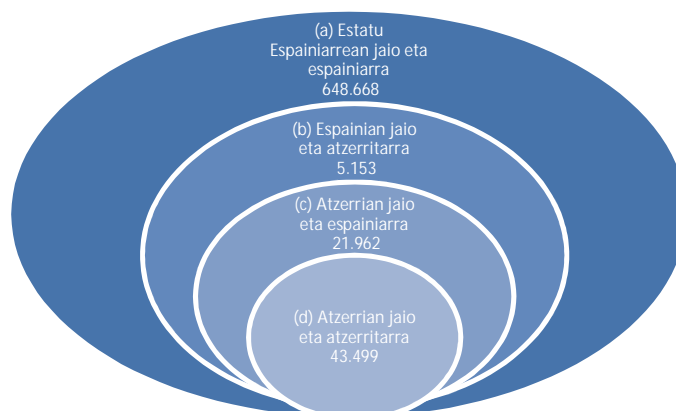 (a) Estatu
Espainiarrean jaio eta
espainiarra
648.668
(b) Espainian jaio
eta atzerritarra
5.153
(c) Atzerrian jaio
eta espainiarra
21.962
(d) Atzerrian jaio
eta atzerritarra
43.499